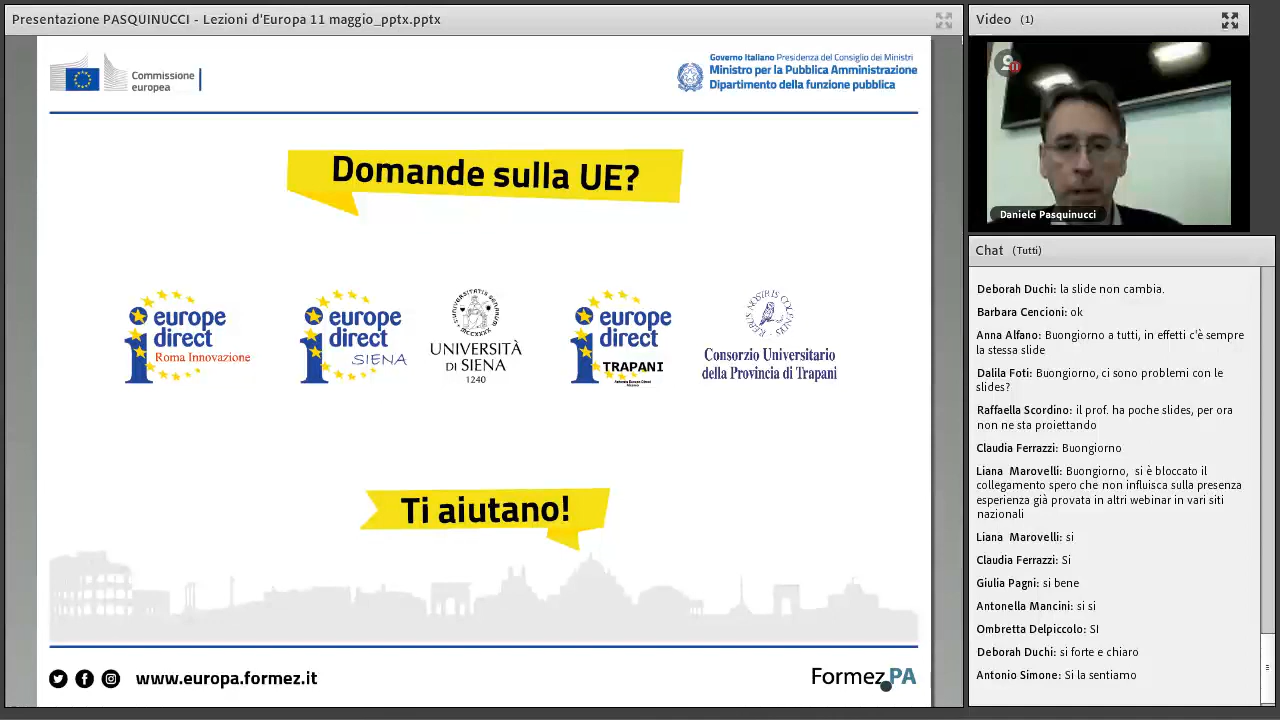 Presentazione PASQUINUCCI - Lezioni d'Europa 11 maggio_pptx.pptx
Commissione
europea
Governo Italiano Presidenza del Consiglio dei Ministri
Ministro per la Pubblica Amministrazione
Dipartimento della funzione pubblica
Domande sulla UE?
europe
direct
Roma Innovazione
europe
direct
SIENA
UNIVERSITÀ
DI SIENA
1240
europe
direct
TRAPANI
Consorzio Universitario
della Provincia di Trapani
Ti aiutano!
www.europa.formez.it
Formez PA
Video (1)
Daniele Pasquinucci
Chat (Tutti)
Deborah Duchi: la slide non cambia.
Barbara Cencioni: ok
Anna Alfano: Buongiorno a tutti, in effetti c'è sempre
la stessa slide
Dalila Foti: Buongiorno, ci sono problemi con le
slides?
Raffaella Scordino: il prof. ha poche slides, per ora
non ne sta proiettando
Claudia Ferrazzi: Buongiorno
Liana Marovelli: Buongiorno, si è bloccato il
collegamento spero che non influisca sulla presenza
esperienza già provata in altri webinar in vari siti
nazionali
Liana Marovelli: si
Claudia Ferrazzi: Si
Giulia Pagni: si bene
Antonella Mancini: si si
Ombretta Delpiccolo: SI
Deborah Duchi: si forte e chiaro
Antonio Simone: Si la sentiamo